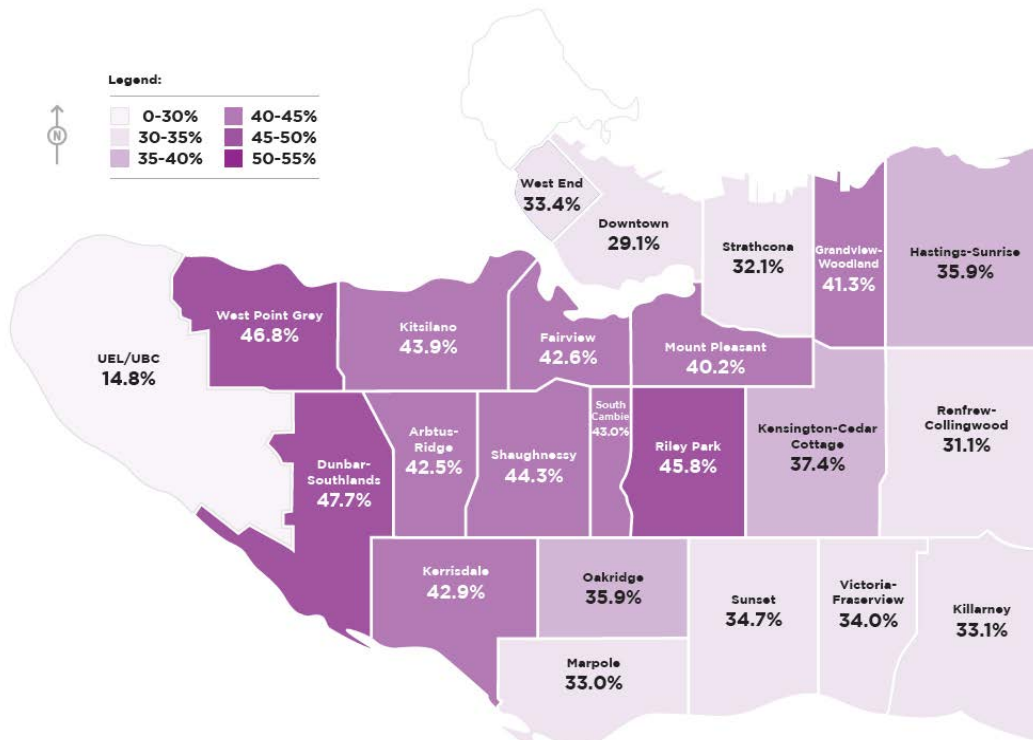 Legend:
N
0-30%
30-35%
35-40%
40-45%
45-50%
50-55%
West End
33.4%
Downtown
29.1%
Strathcona
32.1%
Grandview-
Woodland
41.3%
Hastings-Sunrise
35.9%
West Point Grey
46.8%
Kitsilano
43.9%
Fairview
42.6%
Mount Pleasant
40.2%
UEL/UBC
14.8%
Dunbar-
Southlands
47.7%
Arbtus-
Ridge
42.5%
Shaughnessy
44.3%
South
Cambie
43.0%
Riley Park
45.8%
Kensington-Cedar
Cottage
37.4%
Renfrew-
Collingwood
31.1%
Kerrisdale
42.9%
Oakridge
35.9%
Sunset
34.7%
Victoria-
Fraserview
34.0%
Killarney
33.1%
Marpole
33.0%